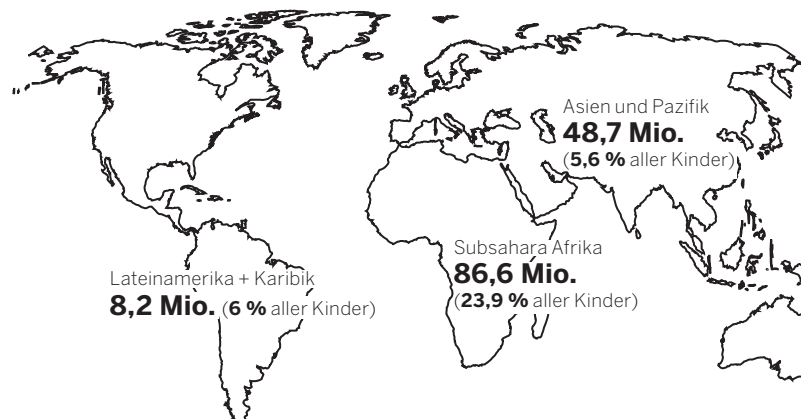 Asien und Pazifik
48,7 Mio.
(5,6 % aller Kinder)
Subsahara Afrika
86,6 Mio.
(23,9 % aller Kinder)
Lateinamerika + Karibik
8,2 Mio. (6 % aller Kinder)